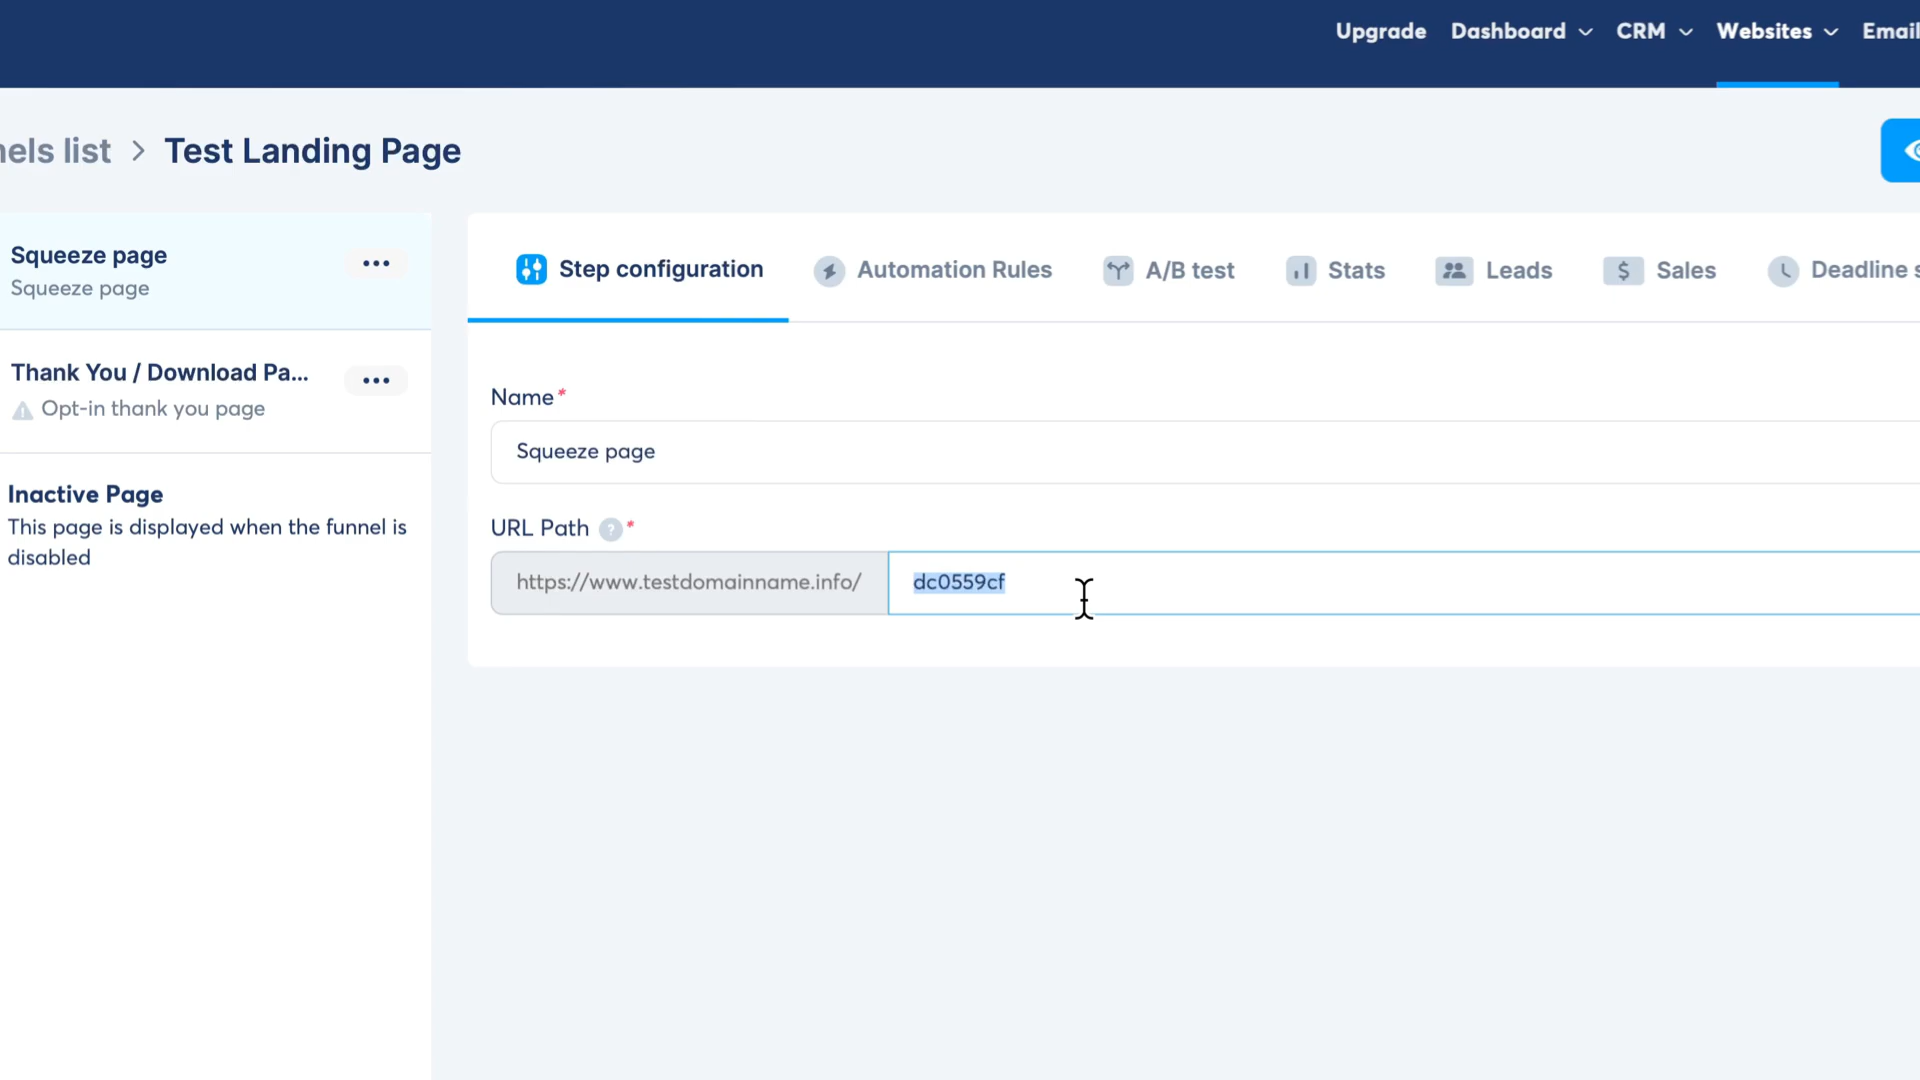 Upgrade Dashboard CRM Websites Email
nels list > Test Landing Page
Squeeze page
Squeeze page
Thank You / Download Pa...
Opt-in thank you page
Inactive Page
This page is displayed when the funnel is
disabled
Step configuration Automation Rules A/B test Stats Leads $ Sales Deadline s
Name*
Squeeze page
URL Path ? *
https://www.testdomainname.info/ dc0559cf